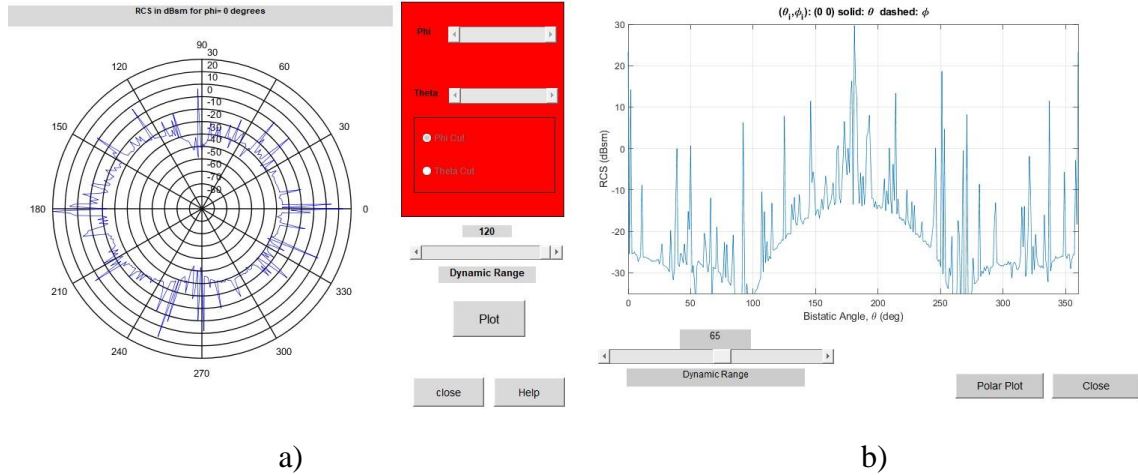 RCS in dBsm for phi= 0 degrees
90
120
60
30
20
10
0
-10
-20
-30
-40
-50
-60
-70
-80
150
30
180
0
210
330
240
300
270
Phi
Theta
Phi Cut
Theta Cut
120
Dynamic Range
Plot
close
Help
(θi,ϕi): (0 0) solid: θ dashed: ϕ
30
20
10
0
-10
-20
-30
RCS (dBsm)
0 50 100 150 200 250 300 350
Bistatic Angle, θ (deg)
65
Dynamic Range
Polar Plot
Close
a)
b)